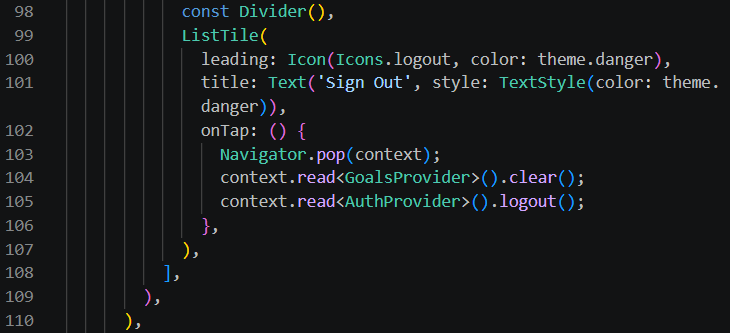 98 const Divider(),
99 ListTile(
100 leading: Icon(Icons.logout, color: theme.danger),
101 title: Text('Sign Out', style: TextStyle(color: theme.
danger)),
102 onTap: () {
103 Navigator.pop(context);
104 context.read<GoalsProvider>().clear();
105 context.read<AuthProvider>().logout();
106 },
107 ),
108 ],
109 ),
110 ),